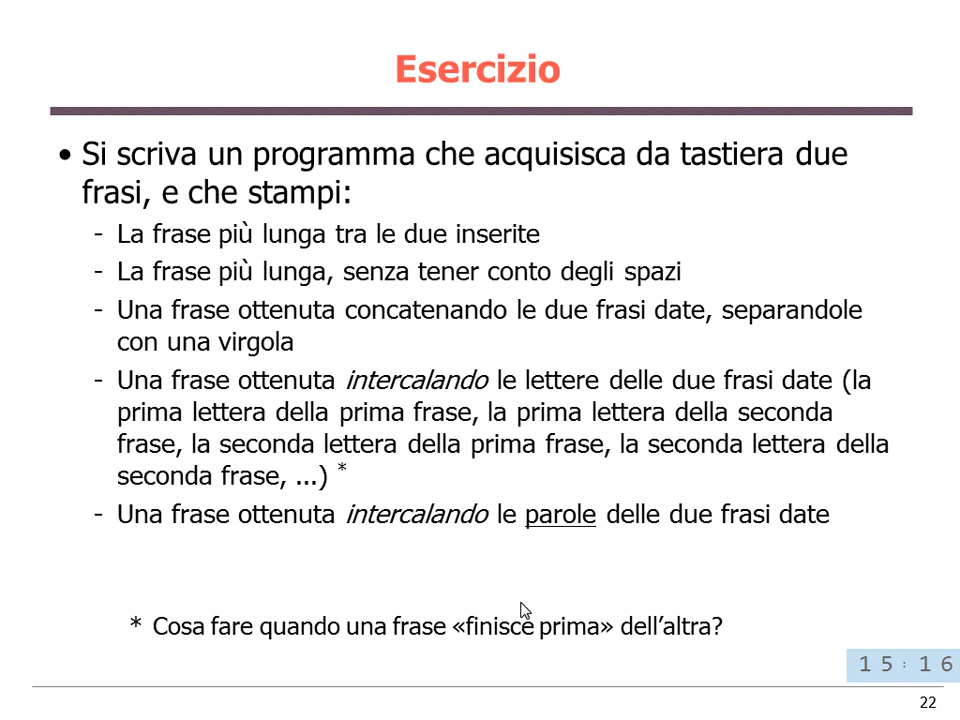 Esercizio
• Si scriva un programma che acquisisca da tastiera due
frasi, e che stampi:
- La frase più lunga tra le due inserite
- La frase più lunga, senza tener conto degli spazi
- Una frase ottenuta concatenando le due frasi date, separandole
con una virgola
- Una frase ottenuta intercalando le lettere delle due frasi date (la
prima lettera della prima frase, la prima lettera della seconda
frase, la seconda lettera della prima frase, la seconda lettera della
seconda frase, ...) *
- Una frase ottenuta intercalando le parole delle due frasi date
* Cosa fare quando una frase «finisce prima» dell’altra?
15:16
22